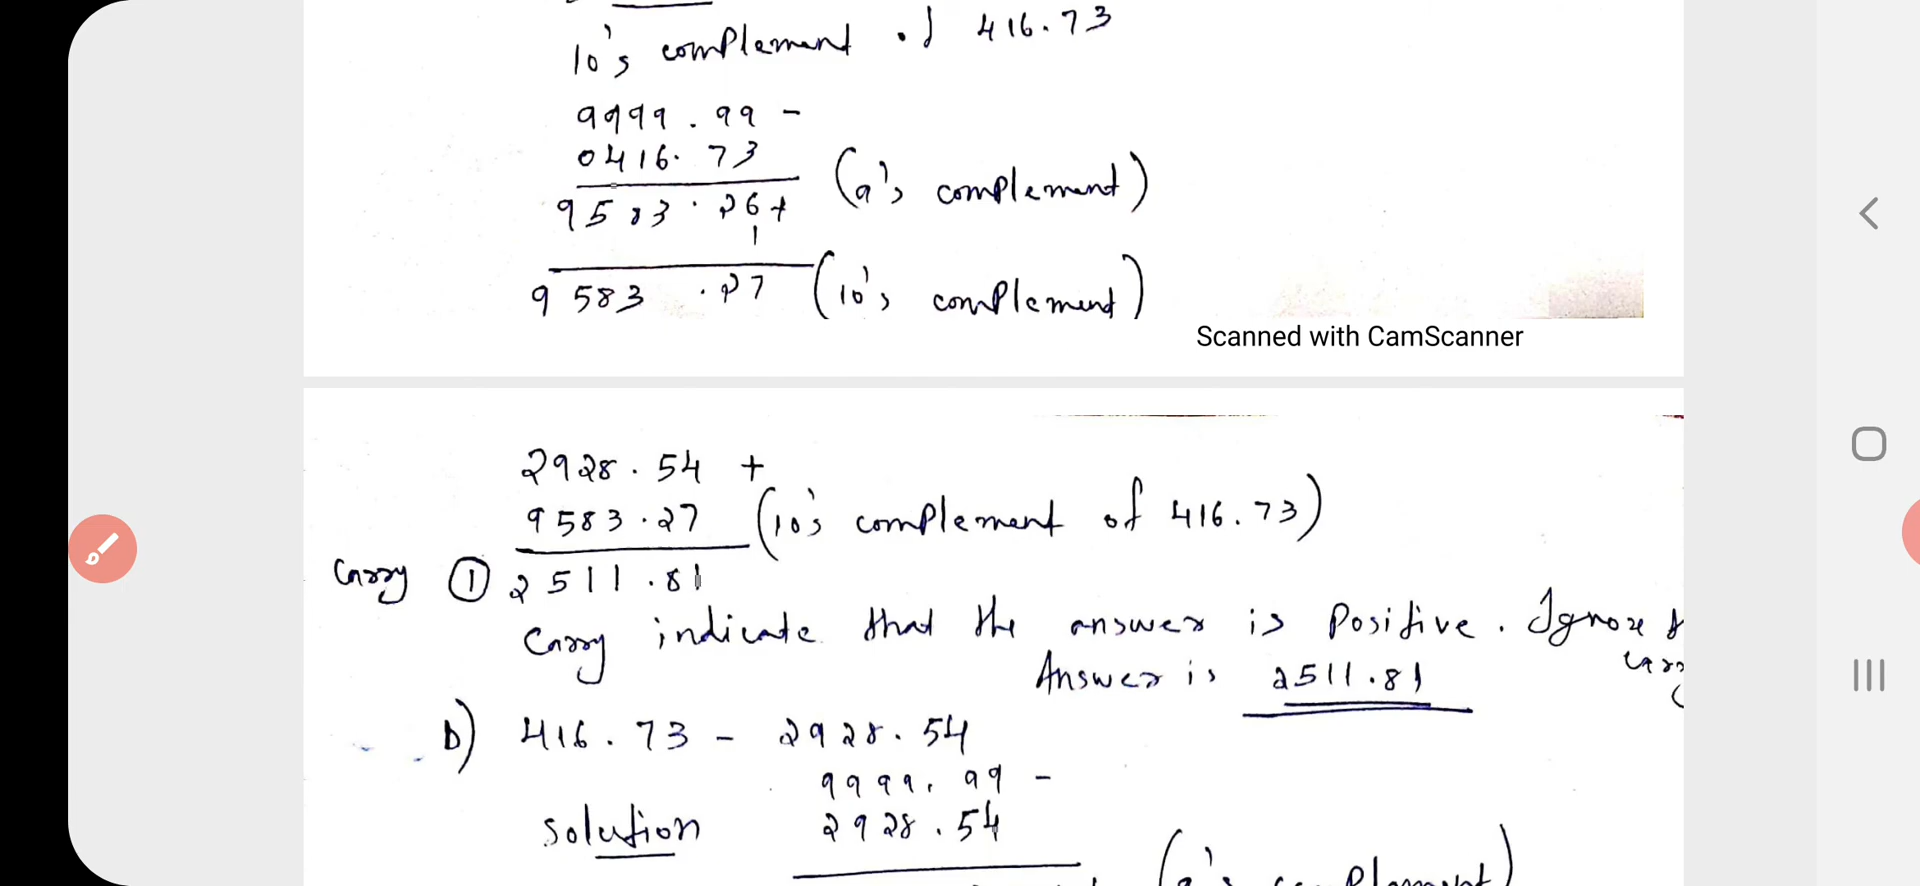 10's complement of 416.73
9999.99 -
0416.73
9583.26+ (9's complement)
1
9583.27 (10's complement)
Scanned with CamScanner
2928.54 +
9583.27 (10's complement of 416.73)
Carry 1 2511.81
Carry indicate that the answer is Positive. Ignore
Answer is 2511.81
b) 416.73 - 2928.54
9999.99 -
Solution 2928.54
(9's complement)